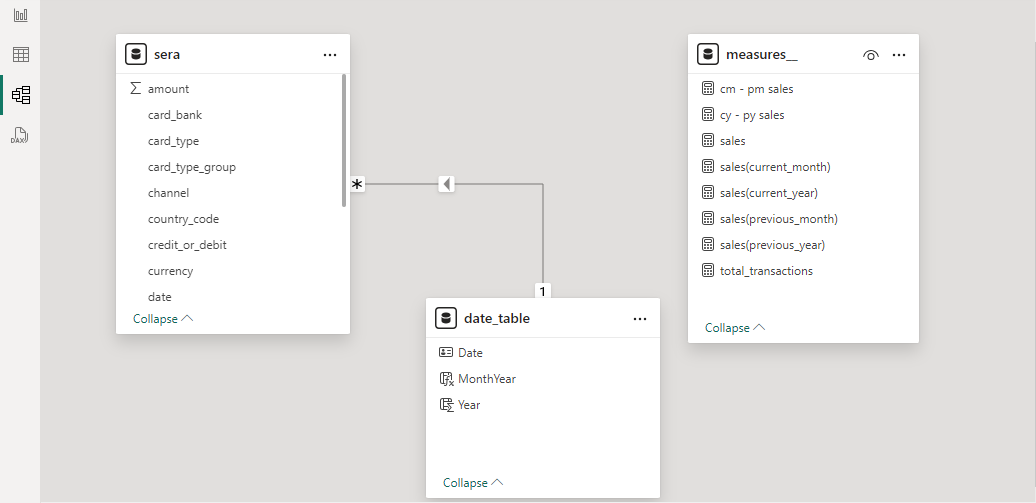 DAX
sera
...
amount
card_bank
card_type
card_type_group
channel
country_code
credit_or_debit
currency
date
Collapse
*
1
date_table
...
Date
MonthYear
Year
Collapse
measures__
...
cm - pm sales
cy - py sales
sales
sales(current_month)
sales(current_year)
sales(previous_month)
sales(previous_year)
total_transactions
Collapse